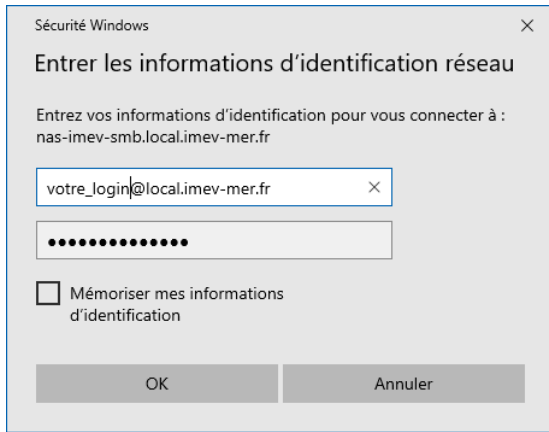 Sécurité Windows
Entrer les informations d’identification réseau
Entrez vos informations d’identification pour vous connecter à :
nas-imev-smb.local.imev-mer.fr
votre_login@local.imev-mer.fr
••••••••••••••
Mémoriser mes informations
d’identification
OK
Annuler